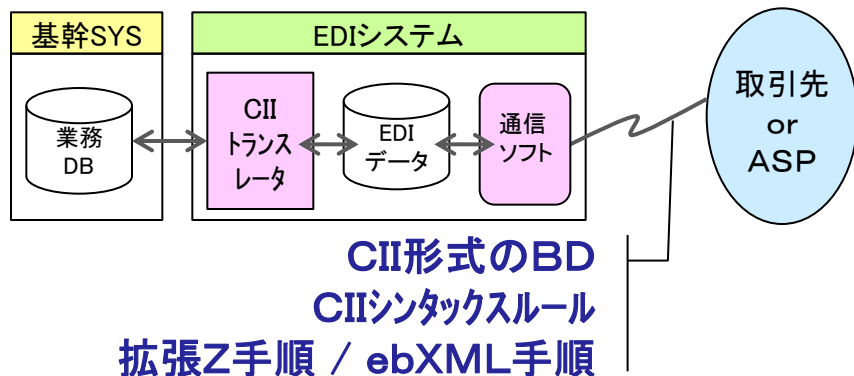 基幹SYS
EDIシステム
業務
DB
CII
トランス
レータ
EDI
データ
通信
ソフト
取引先
or
ASP
CII形式のBD
CIIシンタックスルール
拡張Z手順 / ebXML手順